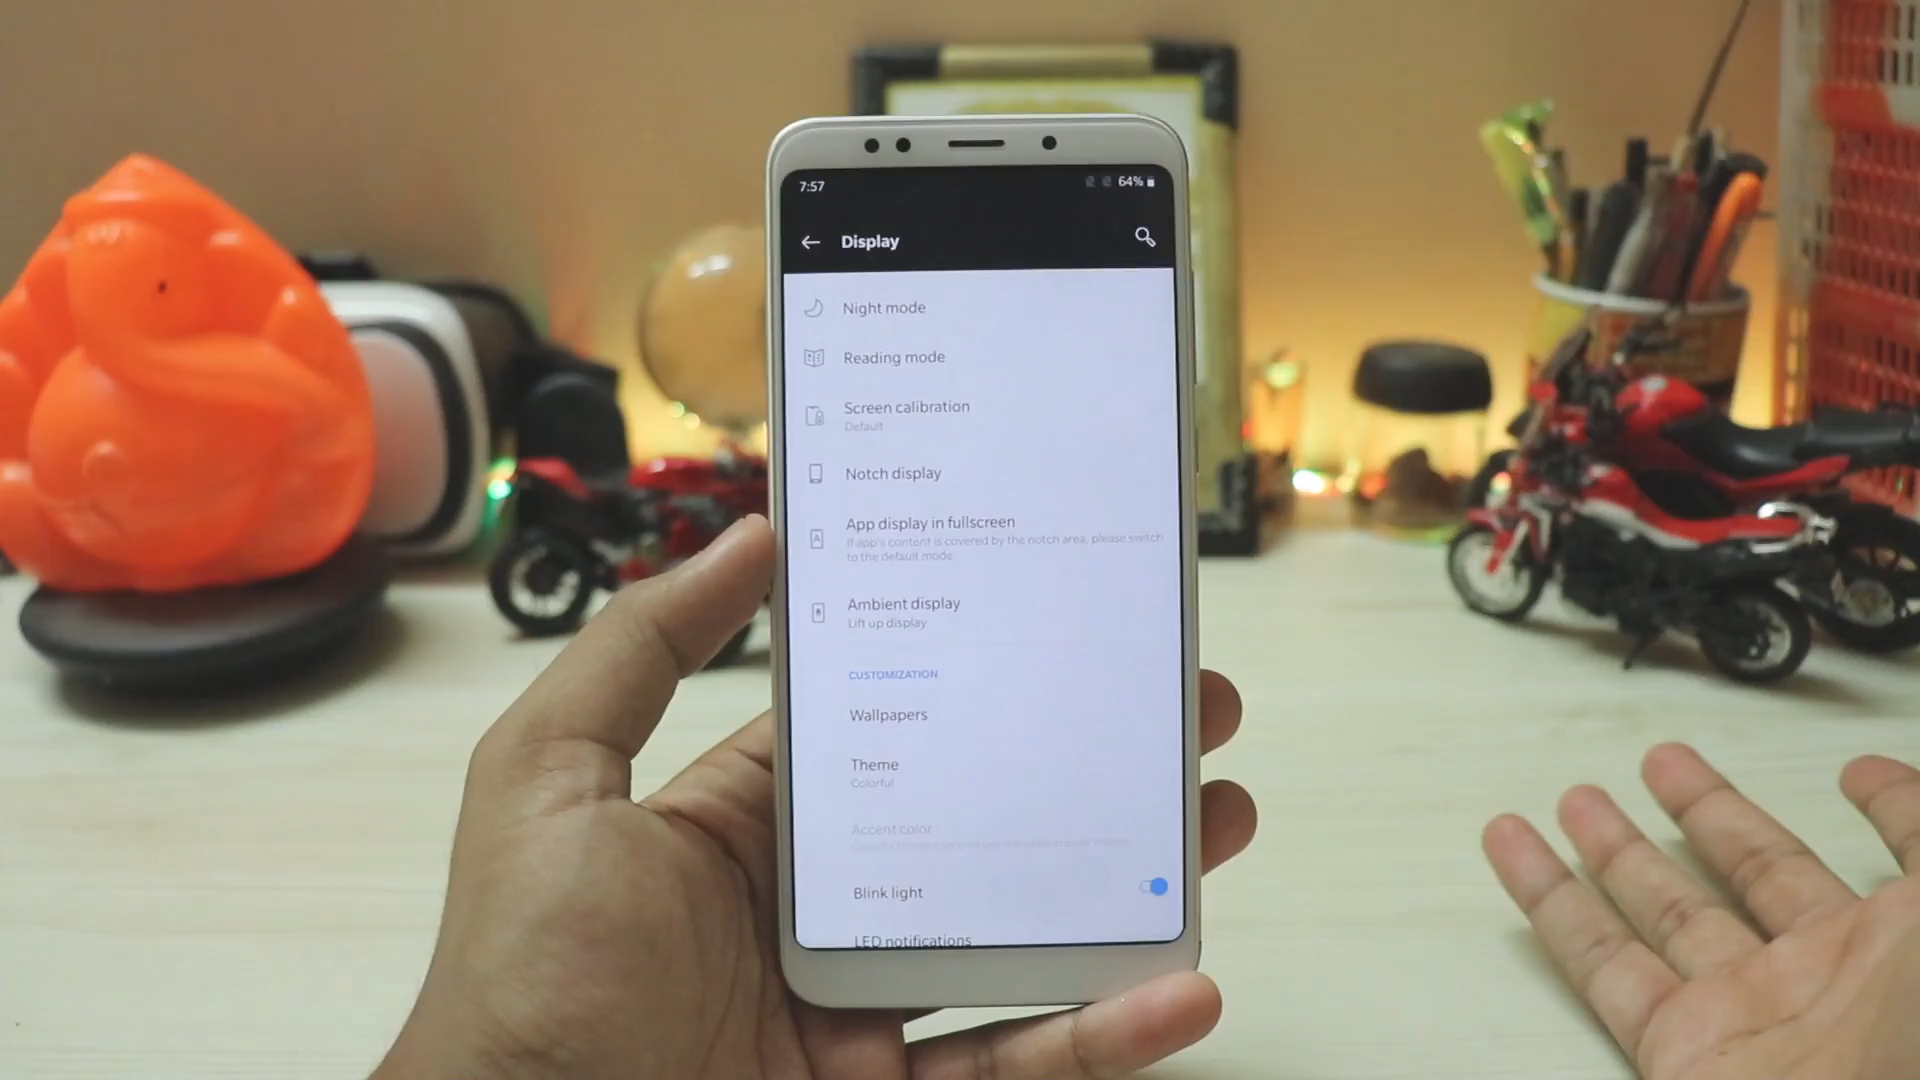 7:57
64%
Display
Night mode
Reading mode
Screen calibration
Default
Notch display
App display in fullscreen
If app's content is covered by the notch area, please switch
to the default mode
Ambient display
Lift up display
CUSTOMIZATION
Wallpapers
Theme
Colorful
Accent color
Blink light
LED notifications